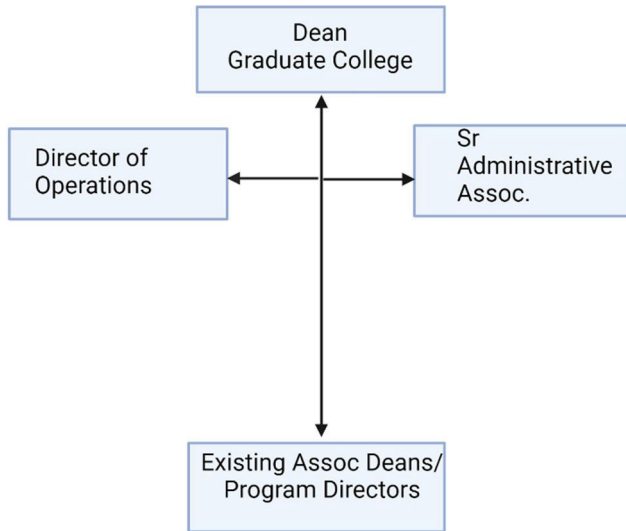 Dean
Graduate College
Director of
Operations
Sr
Administrative
Assoc.
Existing Assoc Deans/
Program Directors